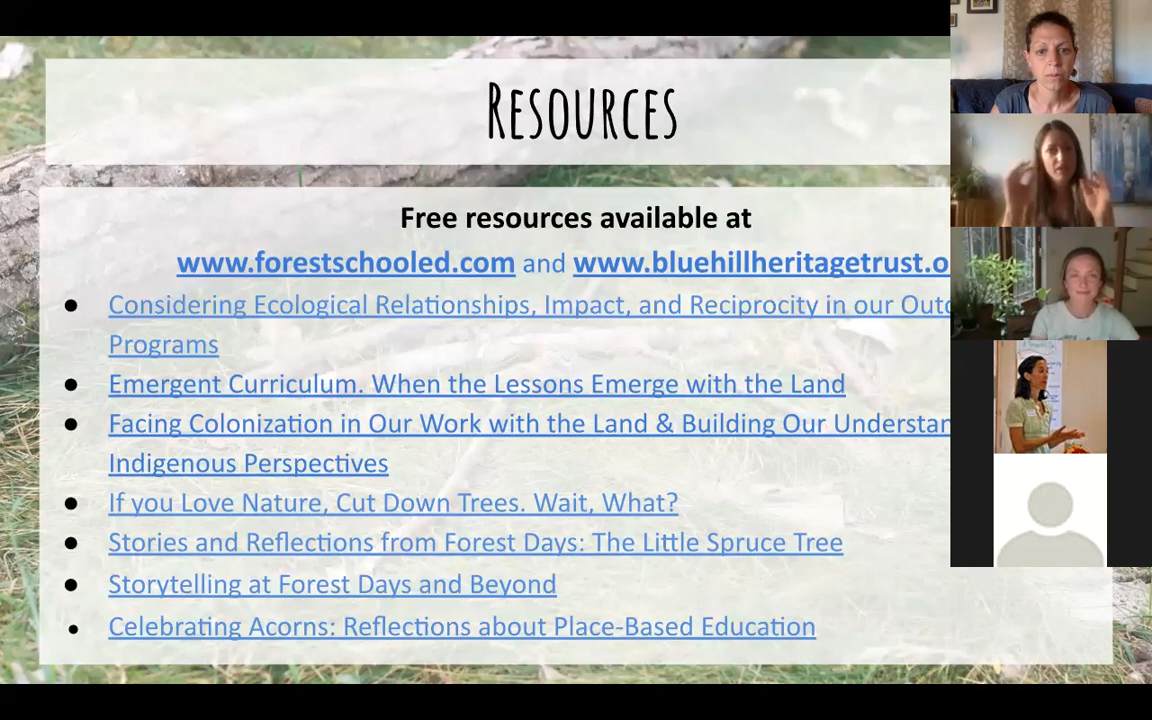 Resources
Free resources available at
www.forestschooled.com and www.bluehillheritagetrust.o
Considering Ecological Relationships, Impact, and Reciprocity in our
Programs
Emergent Curriculum. When the Lessons Emerge with the Land
Facing Colonization in Our Work with the Land & Building Our
Indigenous Perspectives
If you Love Nature, Cut Down Trees. Wait, What?
Stories and Reflections from Forest Days: The Little Spruce Tree
Storytelling at Forest Days and Beyond
Celebrating Acorns: Reflections about Place-Based Education